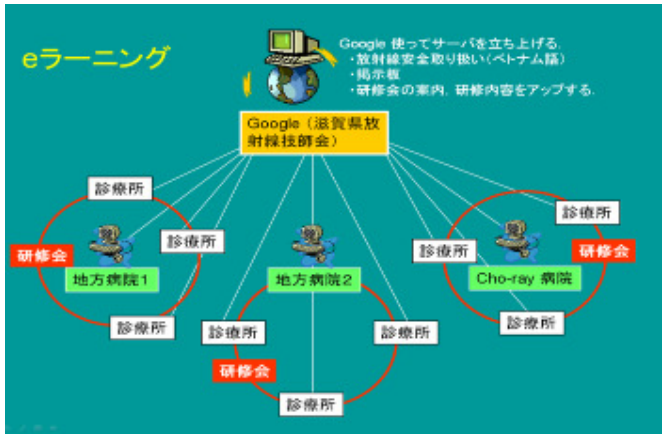 eラーニング
Google 使ってサーバを立ち上げる.
・放射線安全取り扱い(ベトナム語)
・掲示板
・研修会の案内, 研修内容をアップする.
Google (滋賀県放
射線技師会)
診療所
診療所
診療所
研修会
地方病院1
診療所
地方病院2
診療所
研修会
診療所
診療所
診療所
診療所
研修会
Cho-ray 病院
診療所